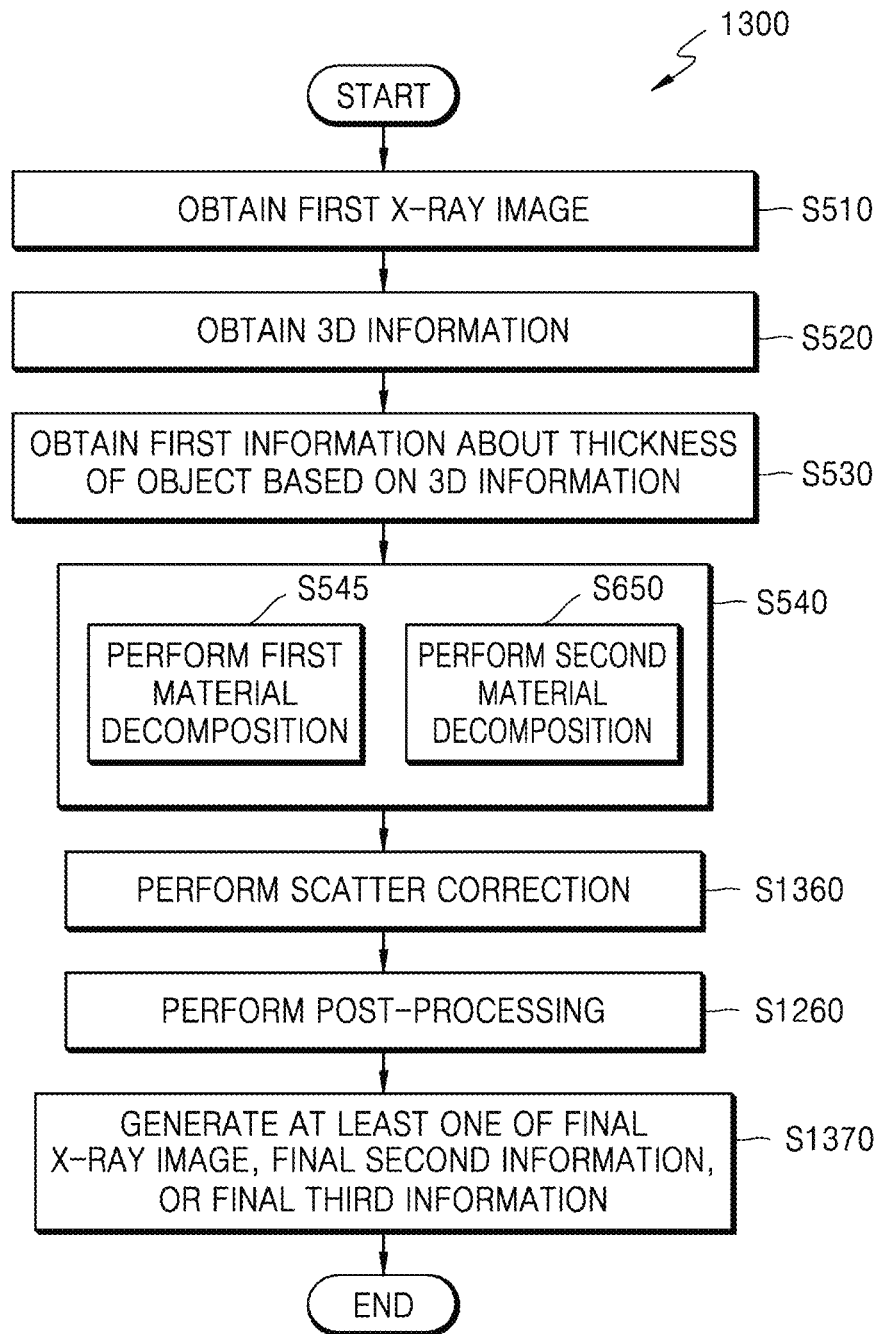 1300
START
OBTAIN FIRST X-RAY IMAGE
S510
OBTAIN 3D INFORMATION
S520
OBTAIN FIRST INFORMATION ABOUT THICKNESS
OF OBJECT BASED ON 3D INFORMATION
S530
S540
S545
PERFORM FIRST
MATERIAL
DECOMPOSITION
S650
PERFORM SECOND
MATERIAL
DECOMPOSITION
PERFORM SCATTER CORRECTION
S1360
PERFORM POST-PROCESSING
S1260
GENERATE AT LEAST ONE OF FINAL
X-RAY IMAGE, FINAL SECOND INFORMATION,
OR FINAL THIRD INFORMATION
S1370
END